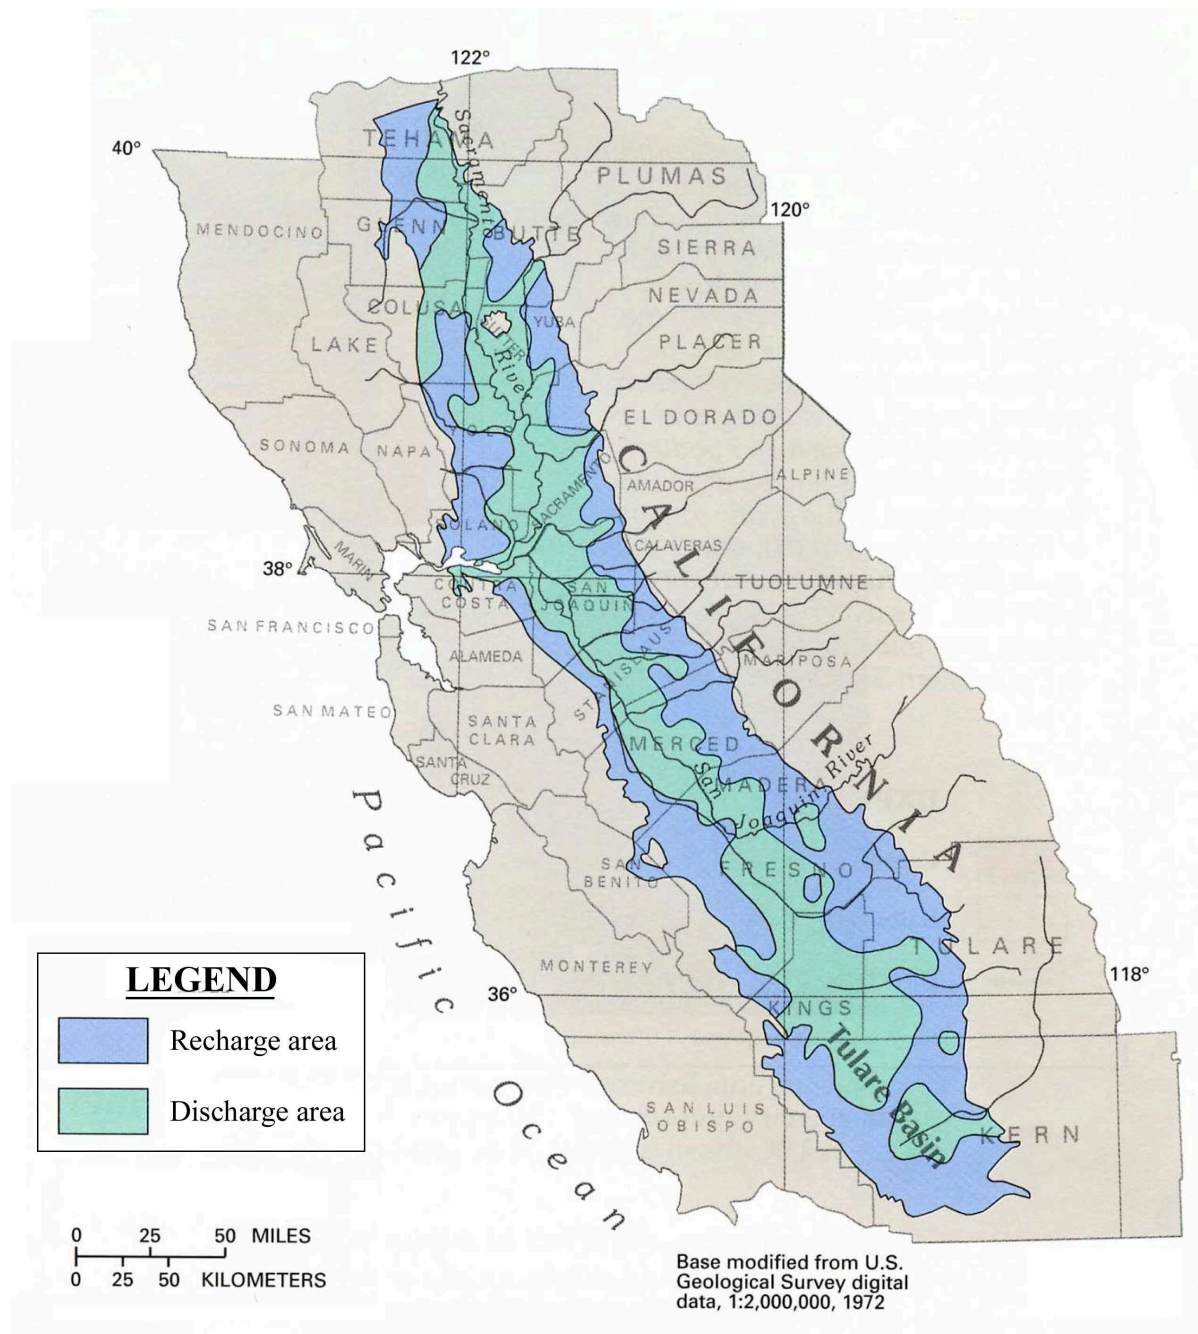 122°
Sacramento
TEHAMA
40°
PLUMAS
120°
MENDOCINO
GLENN
BUTTE
SIERRA
NEVADA
COLUSA
YUBA
SUTTER
PLACER
LAKE
River
EL DORADO
YOLO
SONOMA
NAPA
SACRAMENTO
ALPINE
AMADOR
SOLANO
CALAVERAS
MARIN
38°
CONTRA
COSTA
SAN
JOAQUIN
TUOLUMNE
CALIFORNIA
SAN FRANCISCO
ALAMEDA
STANISLAUS
MARIPOSA
SAN MATEO
SANTA
CLARA
MERCED
SANTA
CRUZ
MADERA
San Joaquin River
Pacific Ocean
FRESNO
SAN
BENITO
TULARE
MONTEREY
118°
36°
KINGS
Tulare Basin
SAN LUIS
OBISPO
KERN
LEGEND
Recharge area
Discharge area
0 25 50 MILES
0 25 50 KILOMETERS
Base modified from U.S.
Geological Survey digital
data, 1:2,000,000, 1972